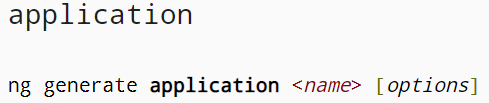 application
ng generate application <name> [options]